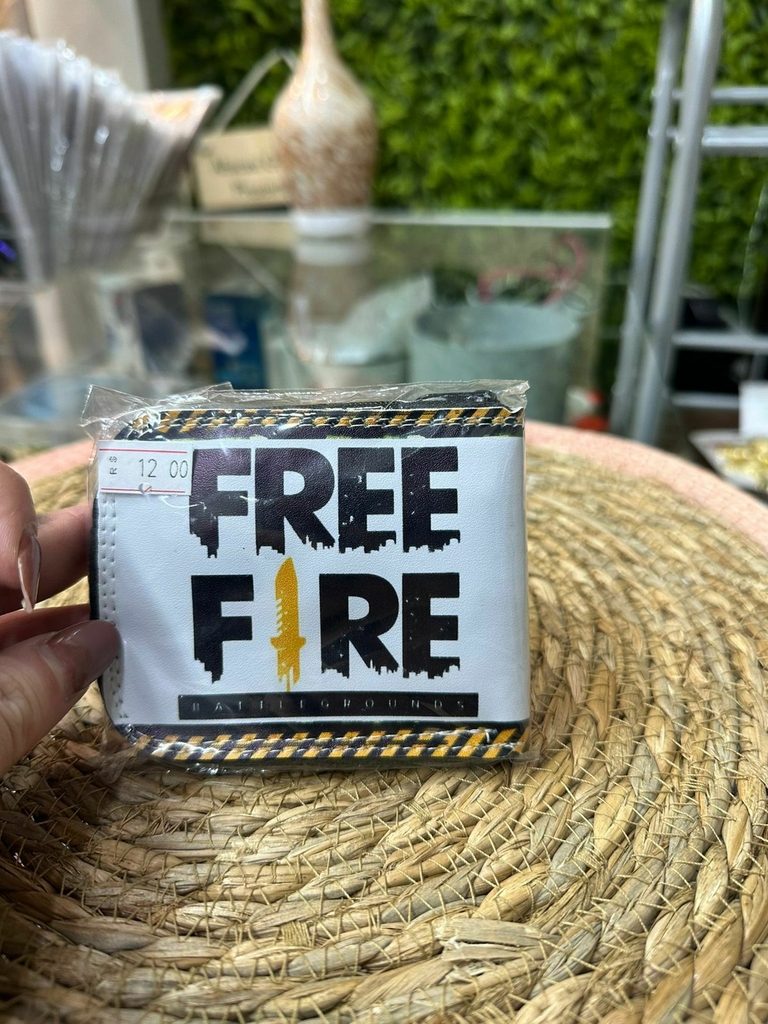 R$ 12 00
FREE
FIRE
BATTLEGROUNDS